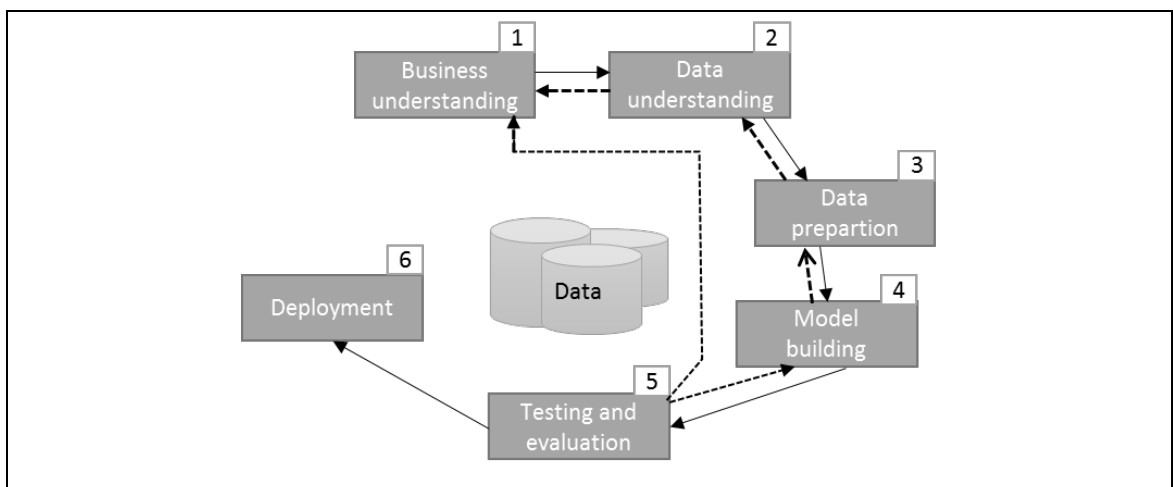 1
Business
understanding
2
Data
understanding
3
Data
prepartion
4
Model
building
5
Testing and
evaluation
6
Deployment
Data